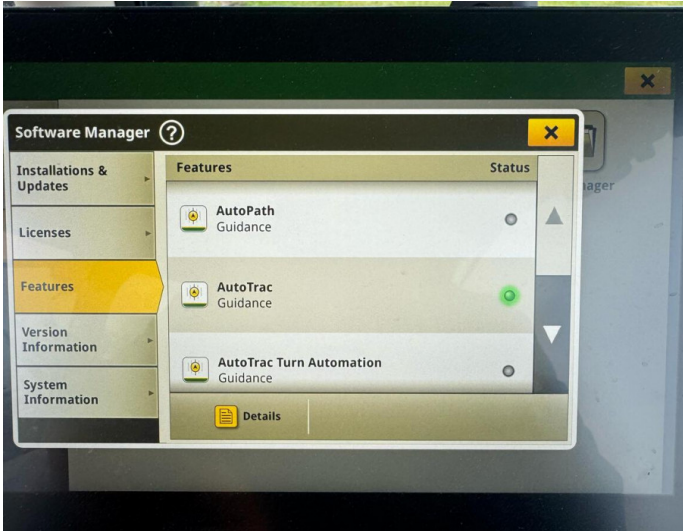 Software Manager ?
Installations &
Updates
Licenses
Features
Version
Information
System
Information
Features Status
AutoPath
Guidance
AutoTrac
Guidance
AutoTrac Turn Automation
Guidance
Details
ager